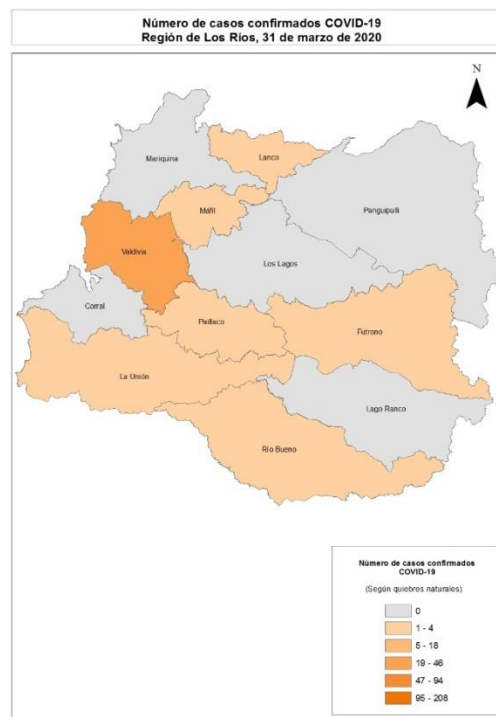 Número de casos confirmados COVID-19
Región de Los Ríos, 31 de marzo de 2020
N
Mariquina
Lanco
Panguipulli
Máfil
Valdivia
Los Lagos
Corral
Paillaco
Futrono
La Unión
Lago Ranco
Río Bueno
Número de casos confirmados
COVID-19
(Según quiebres naturales)
0
1 - 4
5 - 18
19 - 46
47 - 94
95 - 208